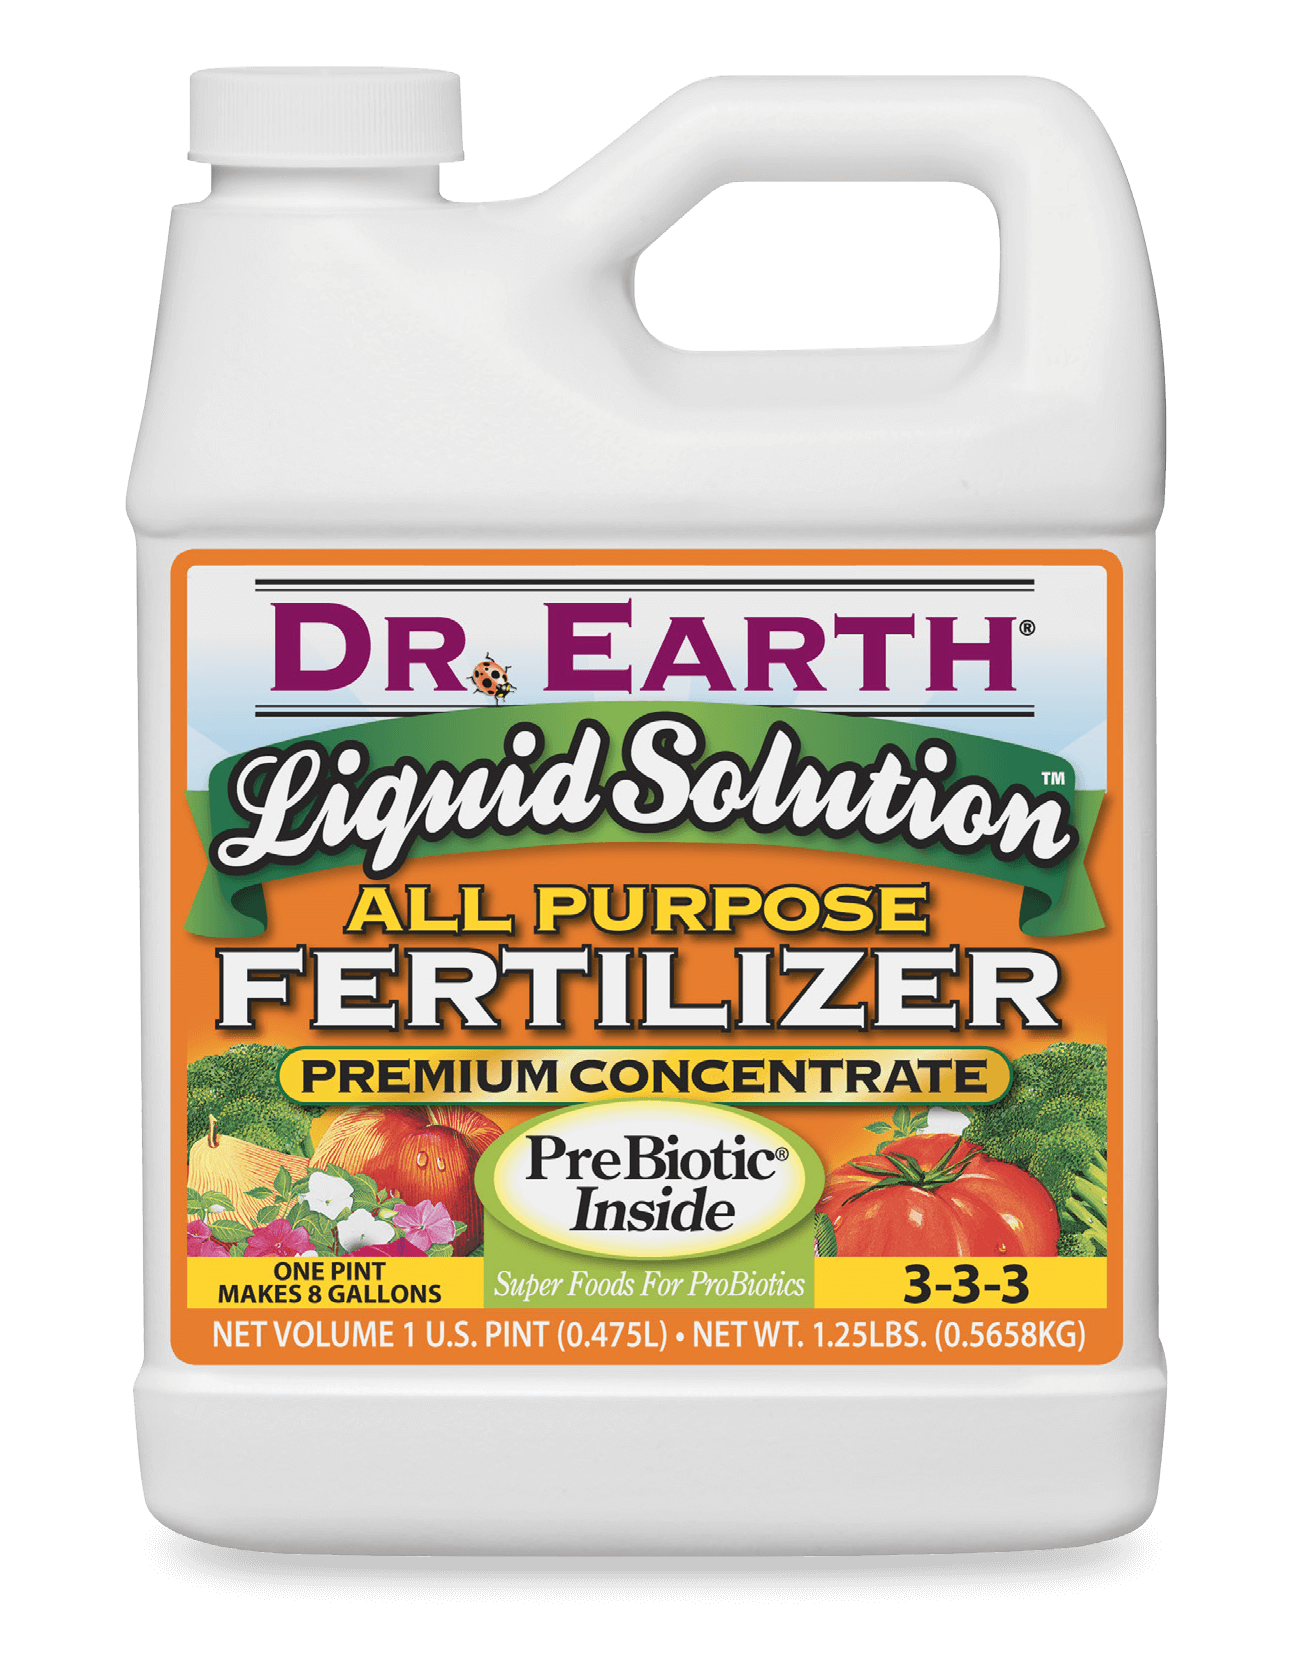 DR. EARTH®
Liquid Solution™
ALL PURPOSE
FERTILIZER
PREMIUM CONCENTRATE
PreBiotic®
Inside
Super Foods For ProBiotics
ONE PINT
MAKES 8 GALLONS
3-3-3
NET VOLUME 1 U.S. PINT (0.475L) • NET WT. 1.25LBS. (0.5658KG)